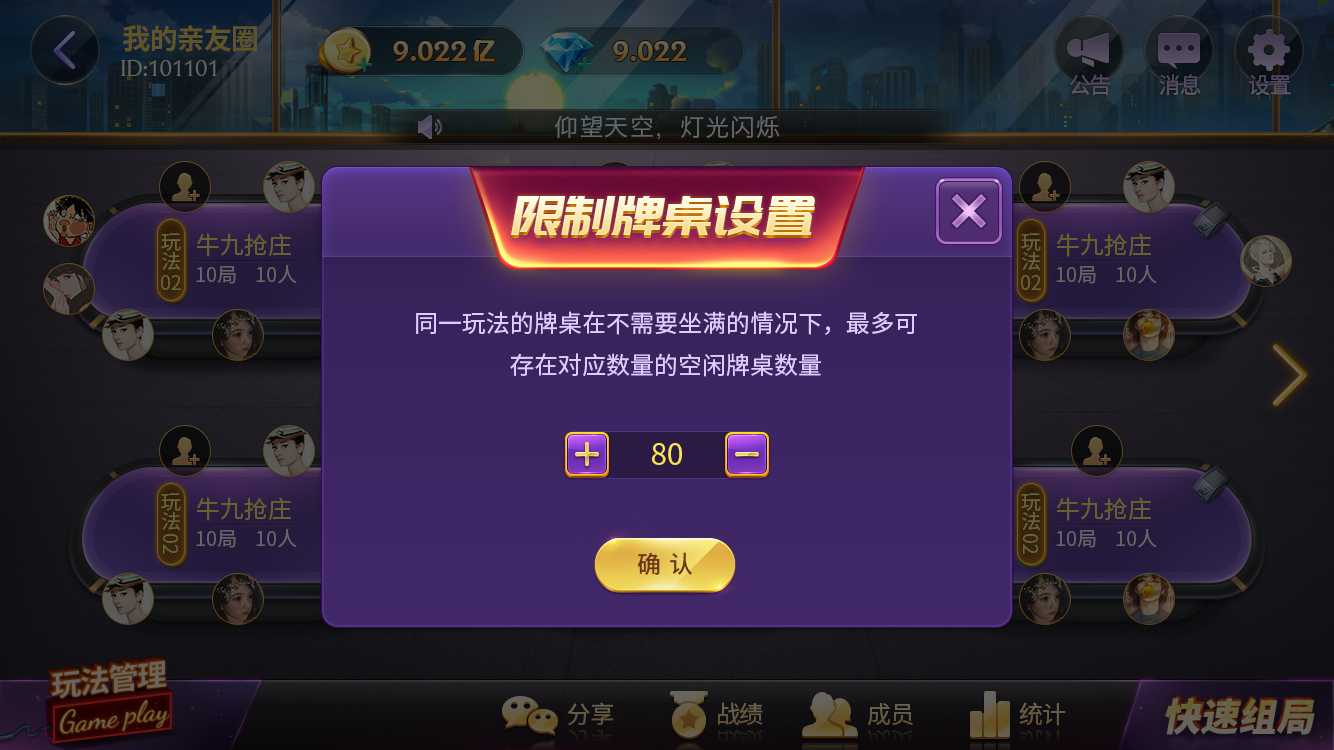 我的亲友圈
ID:101101
9.022亿
9.022
公告
消息
设置
仰望天空，灯光闪烁
限制牌桌设置
同一玩法的牌桌在不需要坐满的情况下，最多可
存在对应数量的空闲牌桌数量
80
确认
玩法02
牛九抢庄
10局 10人
玩法02
牛九抢庄
10局 10人
玩法02
牛九抢庄
10局 10人
玩法02
牛九抢庄
10局 10人
玩法管理
Game play
分享
战绩
成员
统计
快速组局